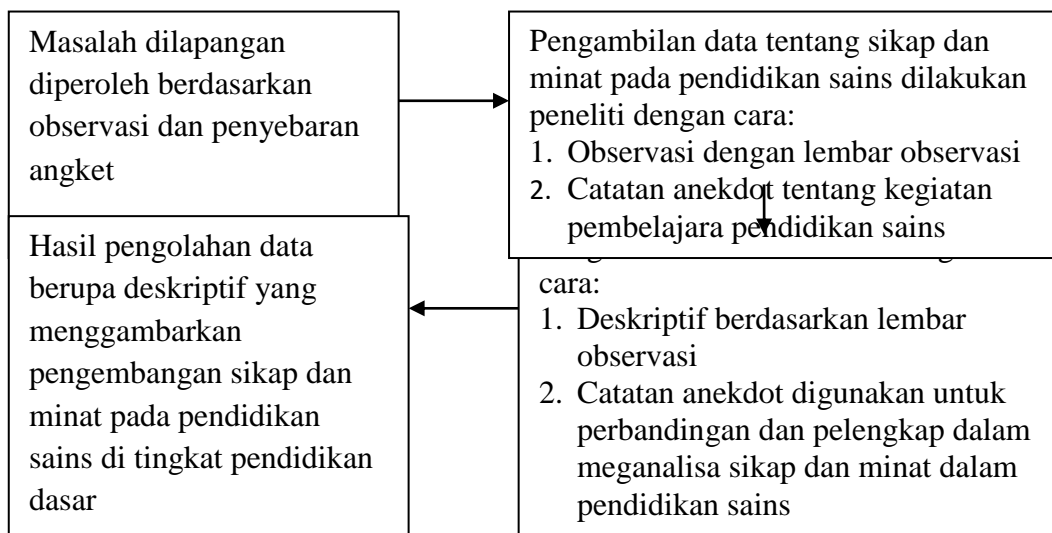 Masalah dilapangan
diperoleh berdasarkan
observasi dan penyebaran
angket
Pengambilan data tentang sikap dan
minat pada pendidikan sains dilakukan
peneliti dengan cara:
1. Observasi dengan lembar observasi
2. Catatan anekdot tentang kegiatan
pembelajara pendidikan sains
cara:
1. Deskriptif berdasarkan lembar
observasi
2. Catatan anekdot digunakan untuk
perbandingan dan pelengkap dalam
meganalisa sikap dan minat dalam
pendidikan sains
Hasil pengolahan data
berupa deskriptif yang
menggambarkan
pengembangan sikap dan
minat pada pendidikan
sains di tingkat pendidikan
dasar